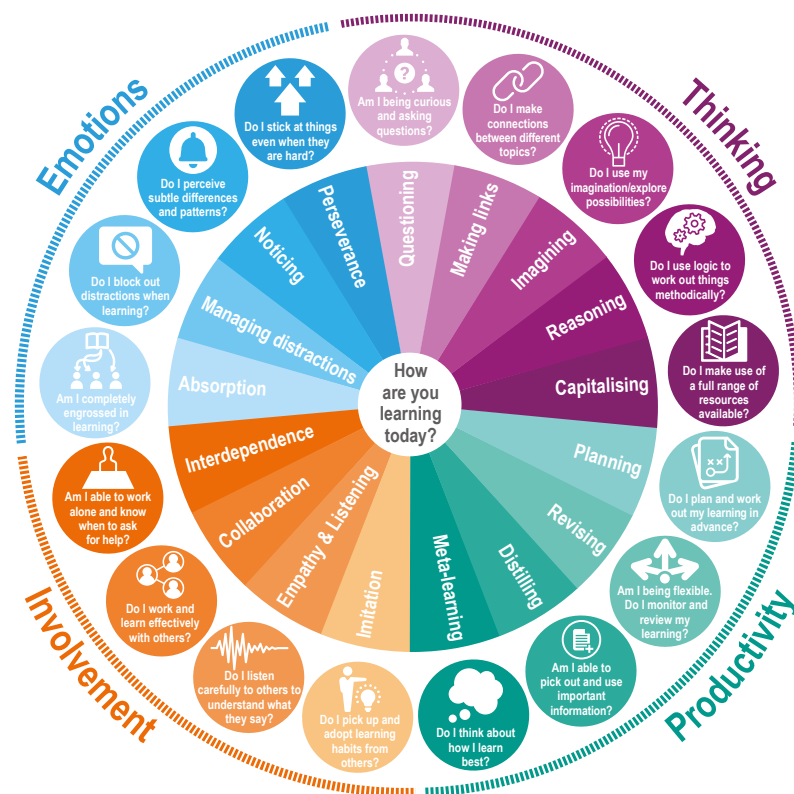 Emotions
Thinking
Productivity
Involvement
How
are you
learning
today?
Questioning
Making links
Imagining
Reasoning
Capitalising
Planning
Revising
Distilling
Meta-learning
Imitation
Empathy & Listening
Collaboration
Interdependence
Absorption
Managing distractions
Noticing
Perseverance
?
Am I being curious
and asking
questions?
Do I make
connections
between different
topics?
Do I use my
imagination/explore
possibilities?
Do I use logic to
work out things
methodically?
Do I make use of
a full range of
resources
available?
Do I plan and work
out my learning in
advance?
Am I being flexible.
Do I monitor and
review my
learning?
Am I able to
pick out and use
important
information?
Do I think about
how I learn
best?
Do I pick up and
adopt learning
habits from
others?
Do I listen
carefully to others to
understand what
they say?
Do I work and
learn effectively
with others?
Am I able to work
alone and know
when to ask
for help?
Am I completely
engrossed in
learning?
Do I block out
distractions when
learning?
Do I perceive
subtle differences
and patterns?
Do I stick at things
even when they
are hard?